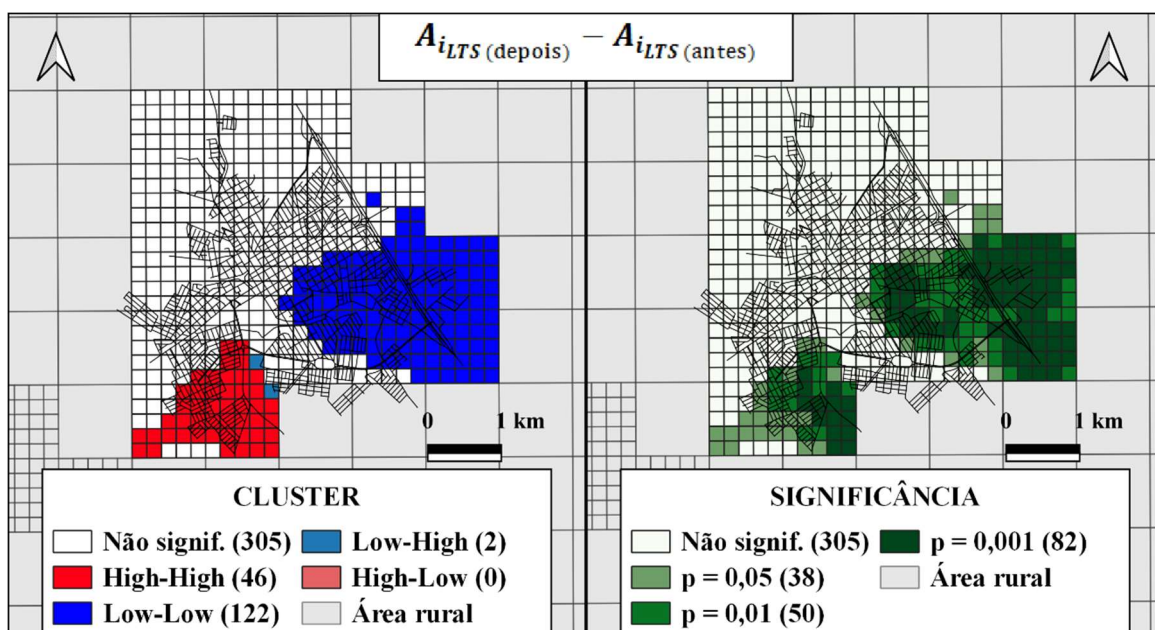 A_{i_{LTS (depois)}} − A_{i_{LTS (antes)}}
0 1 km
CLUSTER
Não signif. (305) Low-High (2)
High-High (46) High-Low (0)
Low-Low (122) Área rural
0 1 km
SIGNIFICÂNCIA
Não signif. (305) p = 0,001 (82)
p = 0,05 (38) Área rural
p = 0,01 (50)